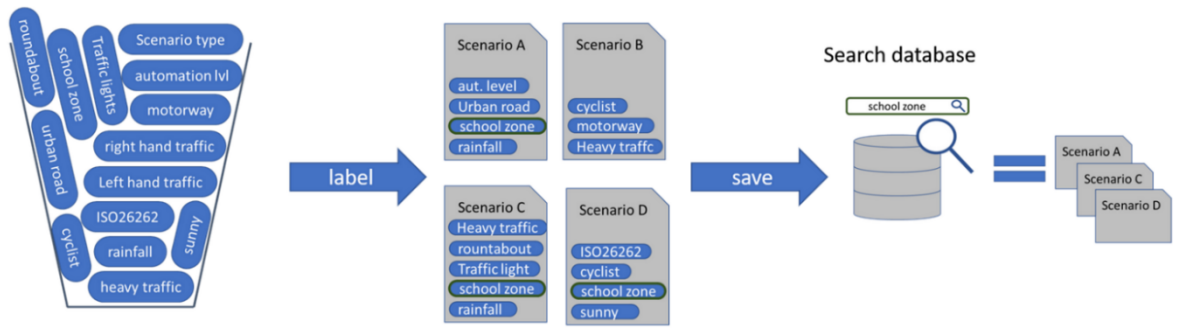 roundabout
school zone
Traffic lights
Scenario type
automation lvl
motorway
urban road
right hand traffic
Left hand traffic
ISO26262
sunny
cyclist
rainfall
heavy traffic
label
Scenario A
aut. level
Urban road
school zone
rainfall
Scenario B
cyclist
motorway
Heavy traffc
Scenario C
Heavy traffic
rountabout
Traffic light
school zone
rainfall
Scenario D
ISO26262
cyclist
school zone
sunny
save
Search database
school zone
Scenario A
Scenario C
Scenario D